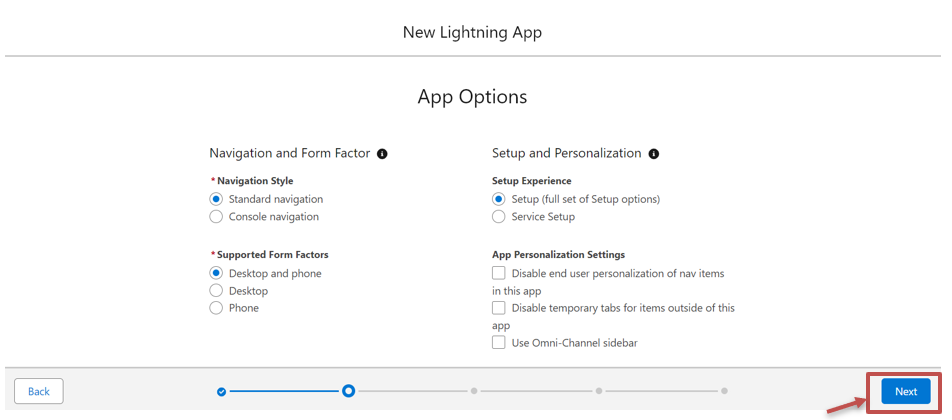 New Lightning App
App Options
Navigation and Form Factor
*Navigation Style
Standard navigation
Console navigation
*Supported Form Factors
Desktop and phone
Desktop
Phone
Setup and Personalization
Setup Experience
Setup (full set of Setup options)
Service Setup
App Personalization Settings
Disable end user personalization of nav items
in this app
Disable temporary tabs for items outside of this
app
Use Omni-Channel sidebar
Back
Next